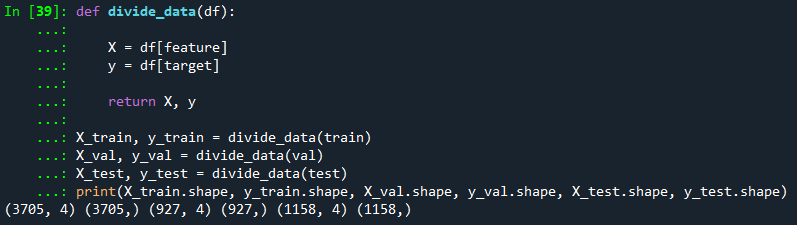 In [39]: def divide_data(df):
    ...:
    ...:     X = df[feature]
    ...:     y = df[target]
    ...:
    ...:     return X, y
    ...:
    ...: X_train, y_train = divide_data(train)
    ...: X_val, y_val = divide_data(val)
    ...: X_test, y_test = divide_data(test)
    ...: print(X_train.shape, y_train.shape, X_val.shape, y_val.shape, X_test.shape, y_test.shape)
(3705, 4) (3705,) (927, 4) (927,) (1158, 4) (1158,)